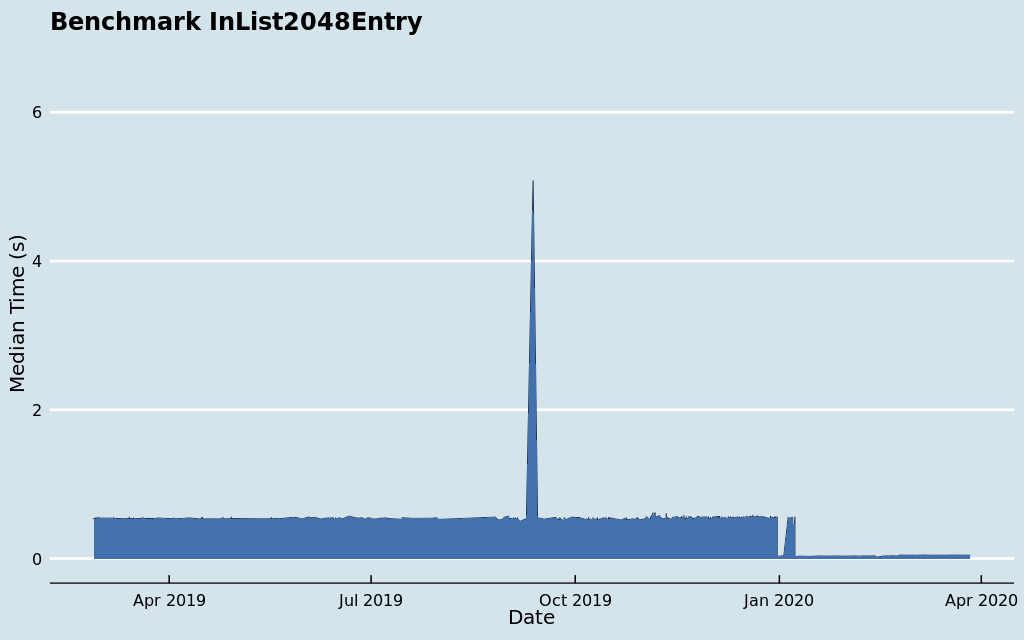 Benchmark InList2048Entry
Median Time (s)
6
4
2
0
Apr 2019
Jul 2019
Oct 2019
Jan 2020
Apr 2020
Date